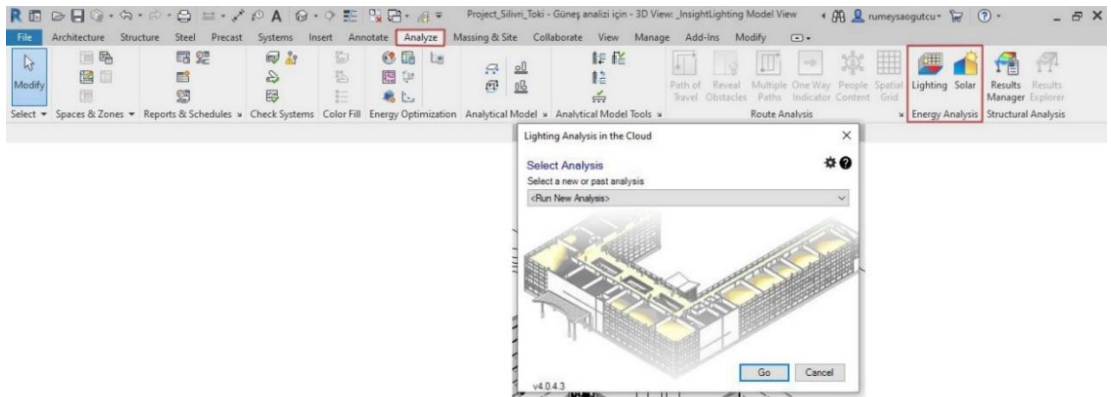 Project_Silivri_Toki - Güneş analizi için - 3D View: _InsightLighting Model View
rumeysaogutcu
File Architecture Structure Steel Precast Systems Insert Annotate Analyze Massing & Site Collaborate View Manage Add-Ins Modify
Modify
Path of Travel
Reveal Obstacles
Multiple Paths
One Way Indicator
People Content
Spatial Grid
Lighting
Solar
Results Manager
Results Explorer
Select Spaces & Zones Reports & Schedules Check Systems Color Fill Energy Optimization Analytical Model Analytical Model Tools Route Analysis Energy Analysis Structural Analysis
Lighting Analysis in the Cloud
Select Analysis
Select a new or past analysis
<Run New Analysis>
Go Cancel
v4.0.4.3